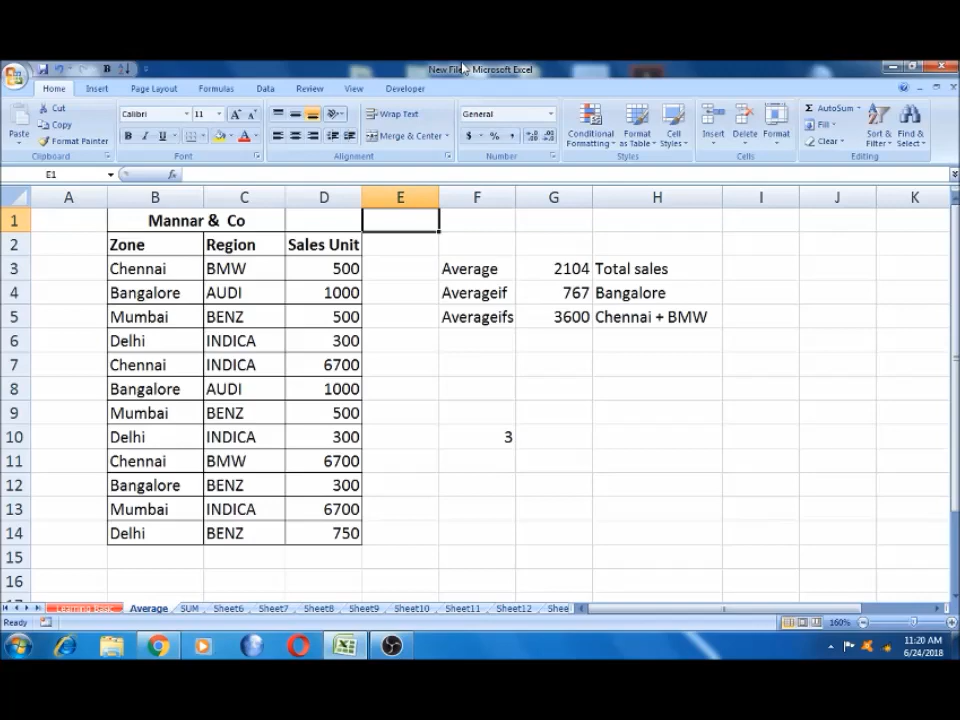 New File - Microsoft Excel
Home Insert Page Layout Formulas Data Review View Developer
Cut
Copy
Format Painter
Paste
Clipboard
Calibri 11
B I U
Font
Wrap Text
Merge & Center
Alignment
General
$ % ,
Number
Conditional Formatting
Format as Table
Cell Styles
Styles
Insert Delete Format
Cells
AutoSum
Fill
Clear
Sort & Filter
Find & Select
Editing
E1 fx
A B C D E F G H I J K
1 Mannar & Co
2 Zone Region Sales Unit
3 Chennai BMW 500 Average 2104 Total sales
4 Bangalore AUDI 1000 Averageif 767 Bangalore
5 Mumbai BENZ 500 Averageifs 3600 Chennai + BMW
6 Delhi INDICA 300
7 Chennai INDICA 6700
8 Bangalore AUDI 1000
9 Mumbai BENZ 500
10 Delhi INDICA 300 3
11 Chennai BMW 6700
12 Bangalore BENZ 300
13 Mumbai INDICA 6700
14 Delhi BENZ 750
15
16
Learning Basic Average SUM Sheet6 Sheet7 Sheet8 Sheet9 Sheet10 Sheet11 Sheet12 Shee
Ready 160%
11:20 AM
6/24/2018